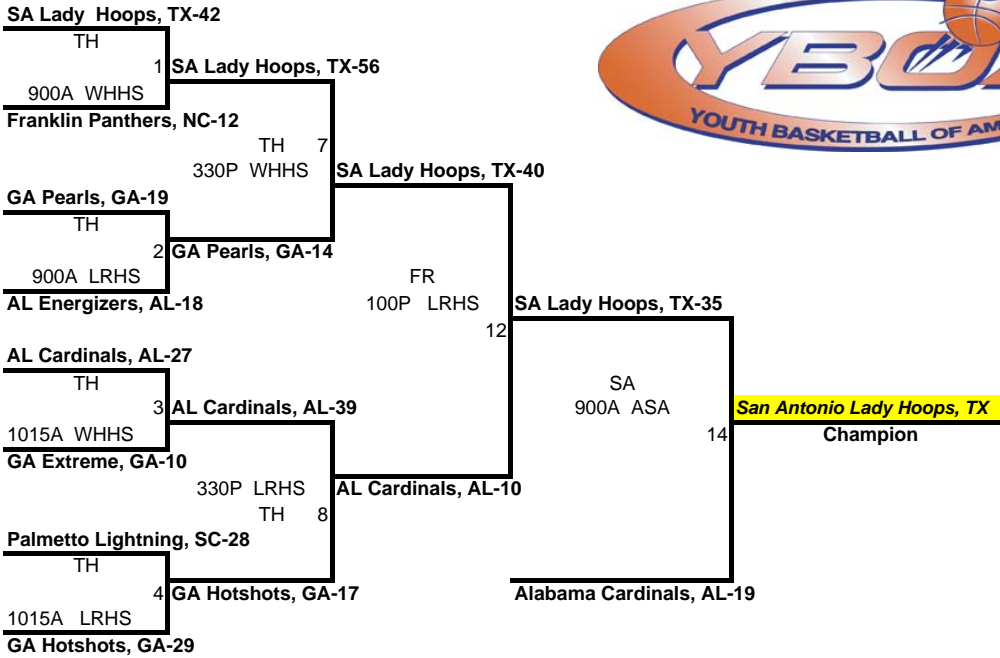 SA Lady  Hoops, TX-42
TH
1
SA Lady Hoops, TX-56
900A  WHHS
Franklin Panthers, NC-12
TH 7
330P  WHHS
SA Lady Hoops, TX-40
GA Pearls, GA-19
TH
2
GA Pearls, GA-14
900A  LRHS
AL Energizers, AL-18
FR
100P   LRHS
12
SA Lady Hoops, TX-35
AL Cardinals, AL-27
TH
3
AL Cardinals, AL-39
1015A  WHHS
GA Extreme, GA-10
330P  LRHS
TH 8
AL Cardinals, AL-10
Palmetto Lightning, SC-28
TH
4
GA Hotshots, GA-17
1015A   LRHS
GA Hotshots, GA-29
SA
900A  ASA
14
San Antonio Lady Hoops, TX
Champion
Alabama Cardinals, AL-19
YBOA
YOUTH BASKETBALL OF